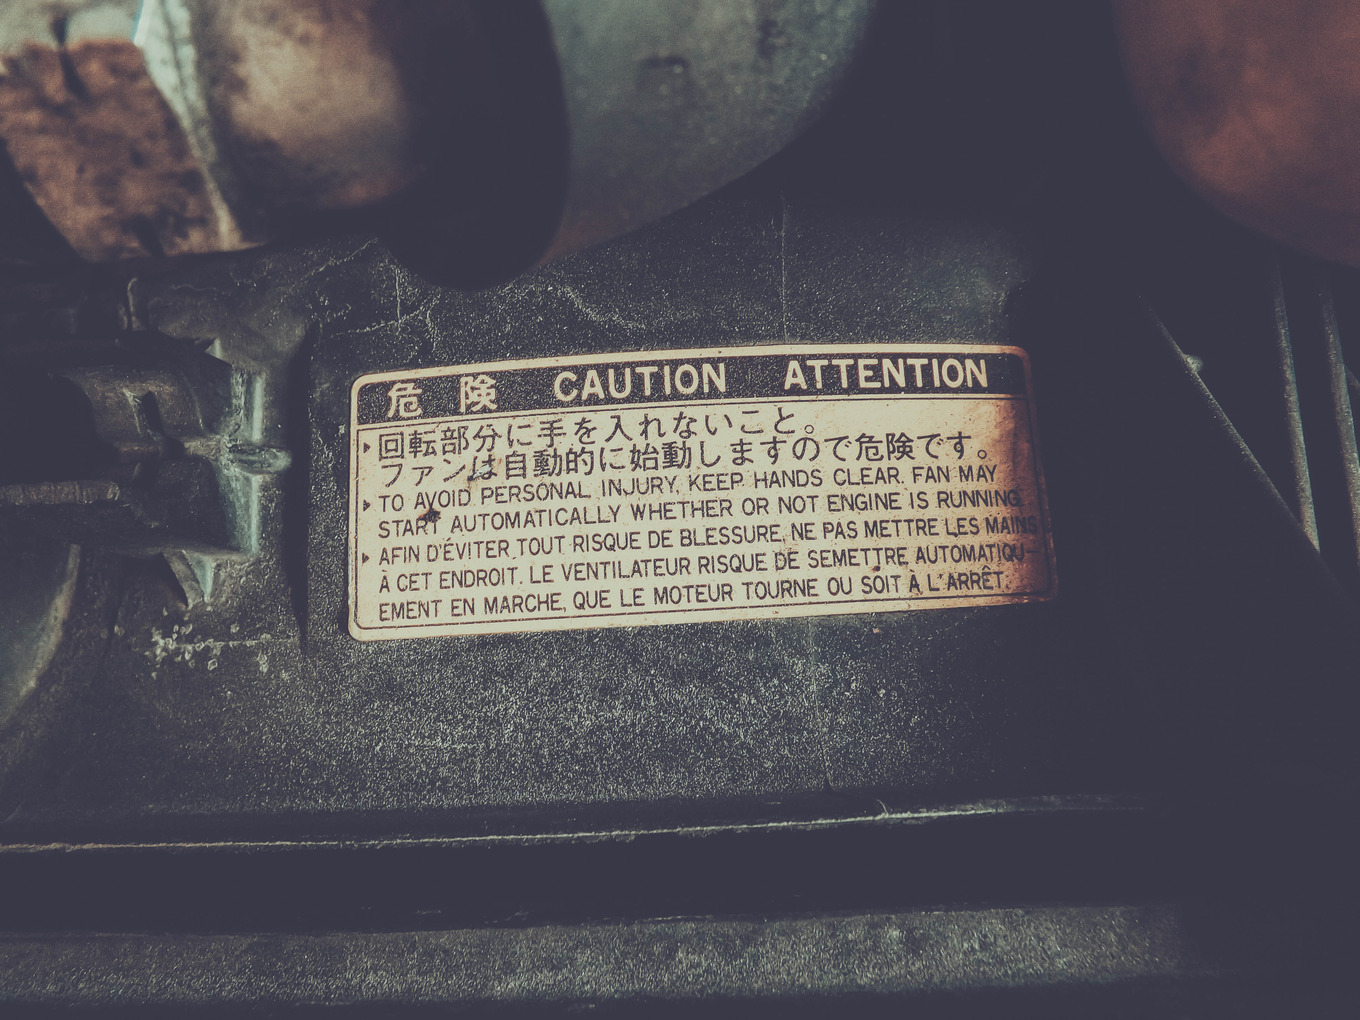 危険 CAUTION ATTENTION
回転部分に手を入れないこと。
ファンは自動的に始動しますので危険です。
TO AVOID PERSONAL INJURY, KEEP HANDS CLEAR. FAN MAY
START AUTOMATICALLY WHETHER OR NOT ENGINE IS RUNNING.
AFIN D'ÉVITER TOUT RISQUE DE BLESSURE, NE PAS METTRE LES MAINS
À CET ENDROIT. LE VENTILATEUR RISQUE DE SEMETTRE AUTOMATIQU-
EMENT EN MARCHE, QUE LE MOTEUR TOURNE OU SOIT A L'ARRÊT.